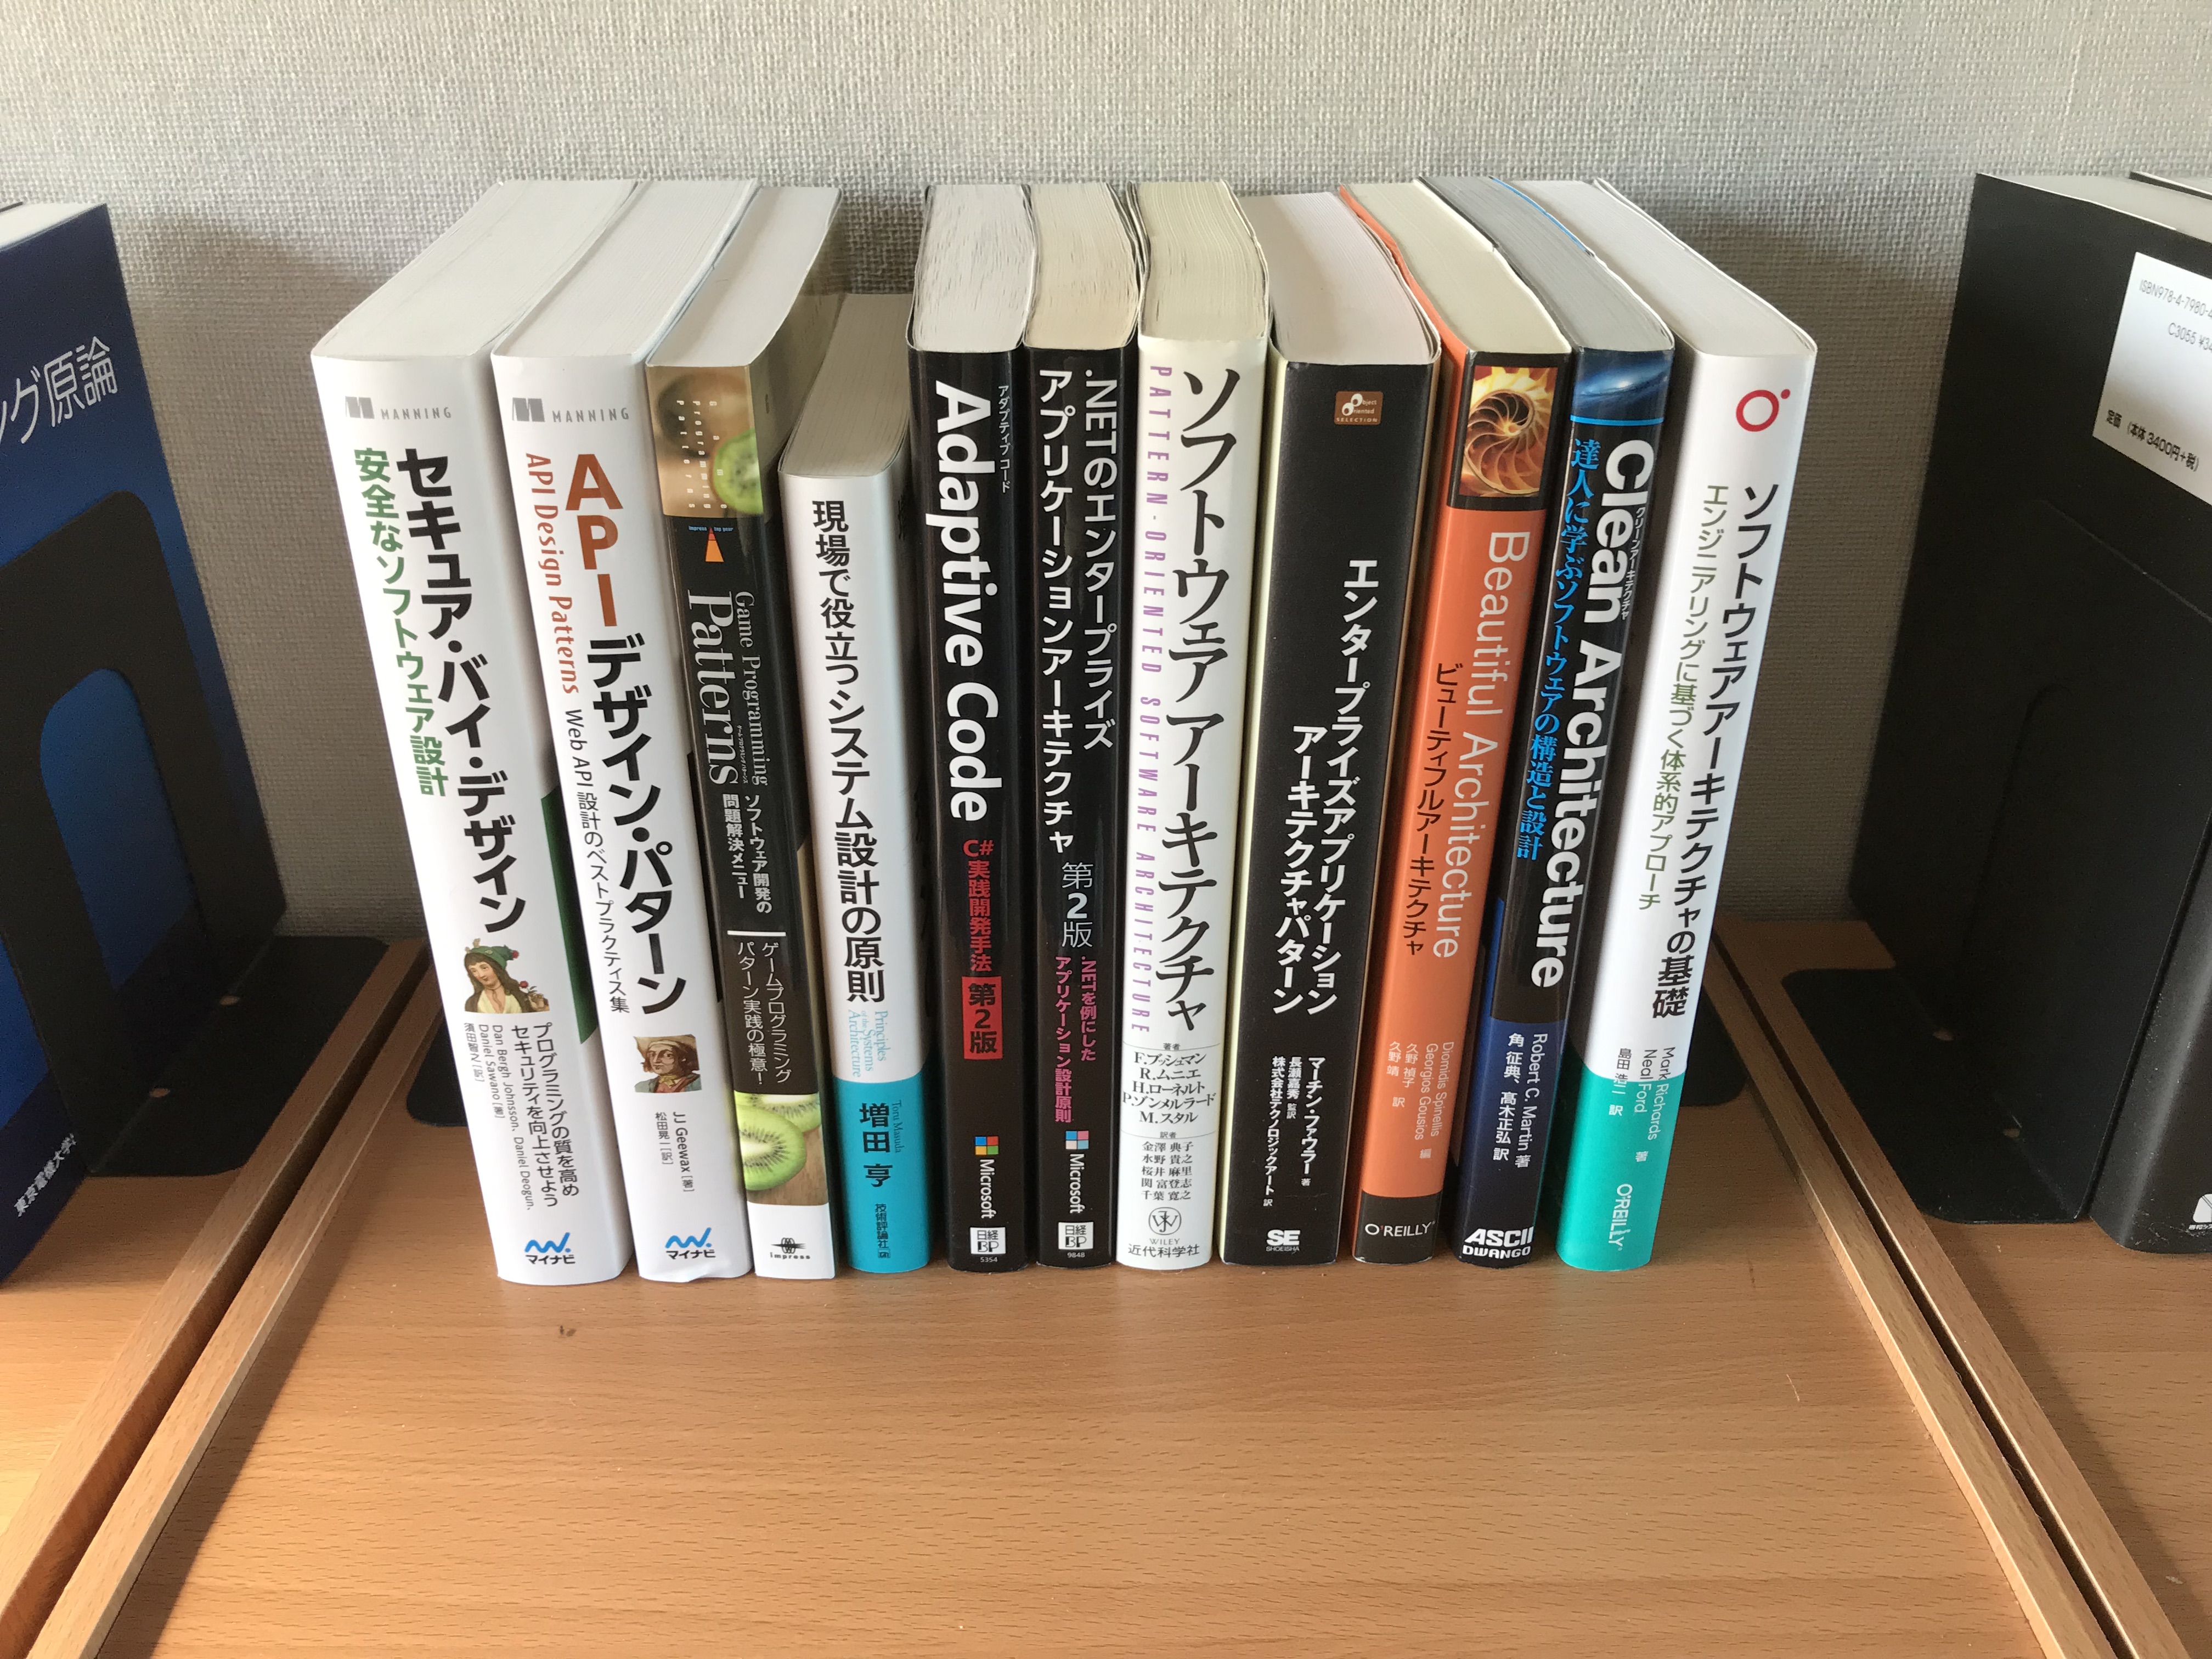 ング原論
東京電機大学
MANNING
セキュア・バイ・デザイン
安全なソフトウェア設計
プログラミングの質を高め
セキュリティを向上させよう
Dan Bergh Johnsson, Daniel Deogun,
Daniel Sawano [著]
須田智之 [訳]
マイナビ
MANNING
APIデザイン・パターン
API Design Patterns Web API 設計のベストプラクティス集
JJ Geewax [著]
松田晃一 [訳]
マイナビ
Game
Programming
Patterns
impress top gear
Game Programming
Patterns
ソフトウェア開発の
問題解決メニュー
ゲームプログラミング
パターン実践の極意!
impress
現場で役立つシステム設計の原則
Principles
of the Systems
Architecture
Toru Masuda
増田 亨
技術評論社
アダプティブ コード
Adaptive Code
C#
実践開発手法
第2版
Microsoft
日経BP
5354
.NETのエンタープライズ
アプリケーションアーキテクチャ
第2版
.NETを例にした
アプリケーション設計原則
Microsoft
日経BP
9848
ソフトウェア アーキテクチャ
PATTERN-ORIENTED SOFTWARE ARCHITECTURE
著者
F.ブッシュマン
R.ムニエ
H.ローネルト
P.ゾンメルラード
M.スタル
訳者
金澤 典子
水野 貴之
桜井 麻里
関 富登志
千葉 寛之
WILEY
近代科学社
Object
Oriented
SELECTION
エンタープライズアプリケーション
アーキテクチャパターン
マーチン・ファウラー 著
長瀬嘉秀 監訳
株式会社テクノロジックアート 訳
SE
SHOEISHA
Beautiful Architecture
ビューティフルアーキテクチャ
Diomidis Spinellis
Georgios Gousios 編
久野 禎子
久野 靖 訳
O'REILLY
クリーンアーキテクチャ
Clean Architecture
達人に学ぶソフトウェアの構造と設計
Robert C. Martin 著
角 征典、高木正弘 訳
ASCII
DWANGO
ソフトウェアアーキテクチャの基礎
エンジニアリングに基づく体系的アプローチ
Mark Richards
Neal Ford 著
島田 浩二 訳
O'REILLY
ISBN978-4-7980-4
C3055 ¥34
定価 (本体 3400円+税)